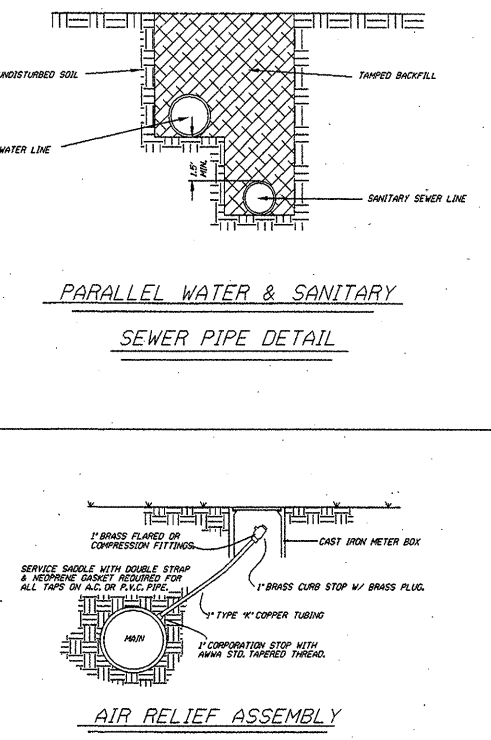 UNDISTURBED SOIL
TAMPED BACKFILL
WATER LINE
1.5'
MIN.
SANITARY SEWER LINE
PARALLEL WATER & SANITARY
SEWER PIPE DETAIL
1" BRASS FLARED OR
COMPRESSION FITTINGS
CAST IRON METER BOX
SERVICE SADDLE WITH DOUBLE STRAP
& NEOPRENE GASKET REQUIRED FOR
ALL TAPS ON A.C. OR P.V.C. PIPE.
1" BRASS CURB STOP W/ BRASS PLUG.
1" TYPE "K" COPPER TUBING
MAIN
1" CORPORATION STOP WITH
AWWA STD. TAPERED THREAD.
AIR RELIEF ASSEMBLY